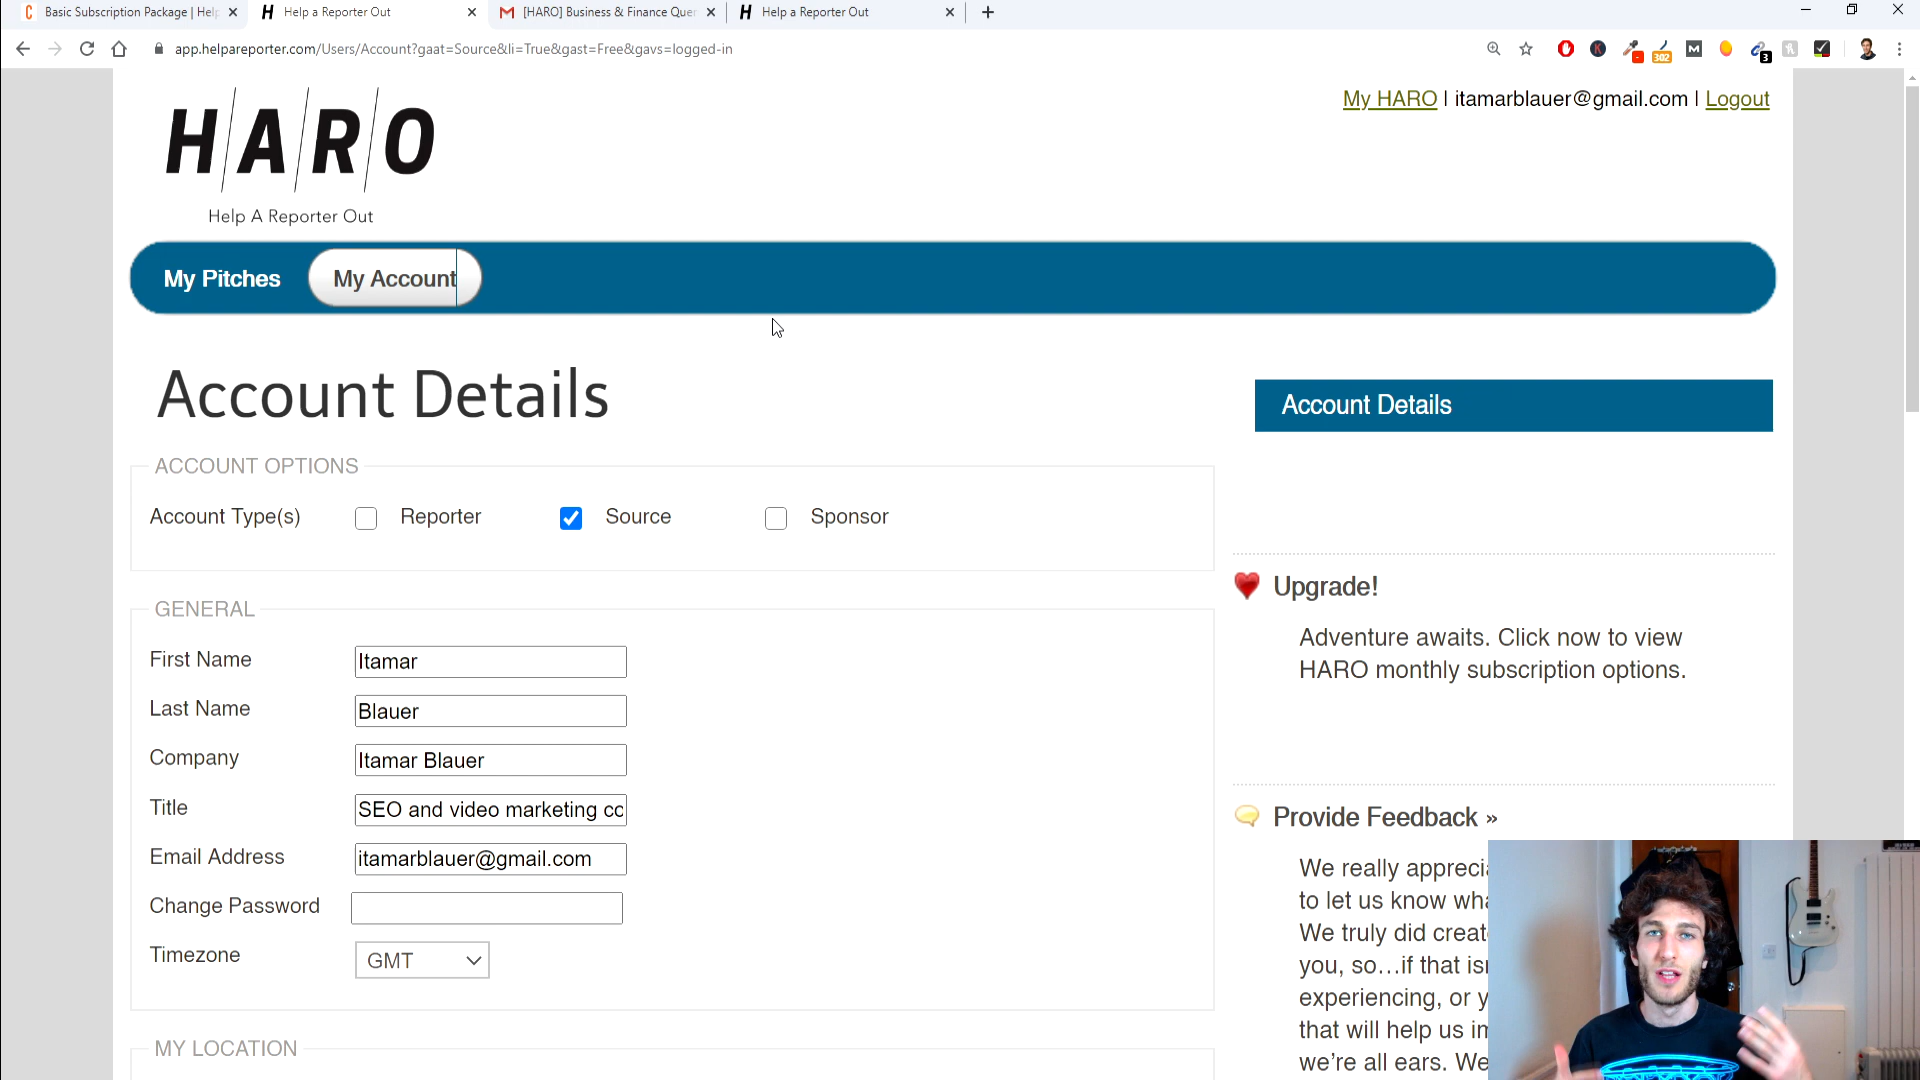 Basic Subscription Package | Hel
Help a Reporter Out
[HARO] Business & Finance Quer
Help a Reporter Out
app.helpareporter.com/Users/Account?gaat=Source&li=True&gast=Free&gavs=logged-in
302
3
My HARO | itamarblauer@gmail.com | Logout
HARO
Help A Reporter Out
My Pitches
My Account
Account Details
Account Details
ACCOUNT OPTIONS
Account Type(s)
Reporter
Source
Sponsor
Upgrade!
Adventure awaits. Click now to view
HARO monthly subscription options.
GENERAL
First Name
Itamar
Last Name
Blauer
Company
Itamar Blauer
Title
SEO and video marketing co
Email Address
itamarblauer@gmail.com
Change Password
Timezone
GMT
Provide Feedback »
We really appreci
to let us know wh
We truly did creat
you, so…if that is
experiencing, or y
that will help us i
we're all ears. We
MY LOCATION